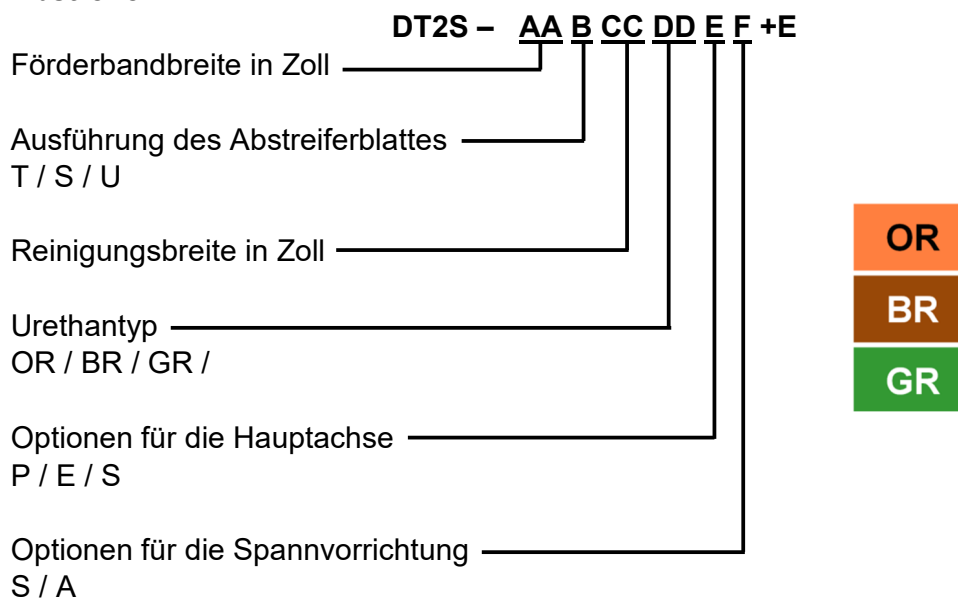 DT2S – AA B CC DD E F +E
Förderbandbreite in Zoll
Ausführung des Abstreiferblattes
T / S / U
Reinigungsbreite in Zoll
Urethantyp
OR / BR / GR /
Optionen für die Hauptachse
P / E / S
Optionen für die Spannvorrichtung
S / A
OR
BR
GR